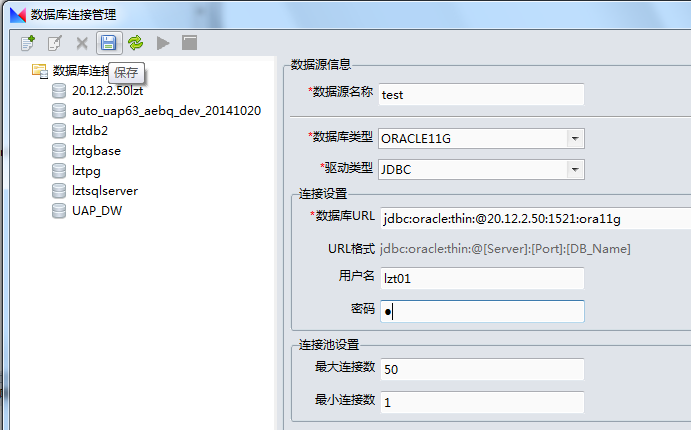 数据库连接管理
数据库连接
保存
20.12.2.50lzt
auto_uap63_aebq_dev_20141020
lztdb2
lztgbase
lztpg
lztsqlserver
UAP_DW
数据源信息
*数据源名称 test
*数据库类型 ORACLE11G
*驱动类型 JDBC
连接设置
*数据库URL jdbc:oracle:thin:@20.12.2.50:1521:ora11g
URL格式 jdbc:oracle:thin:@[Server]:[Port]:[DB_Name]
用户名 lzt01
密码 ●
连接池设置
最大连接数 50
最小连接数 1